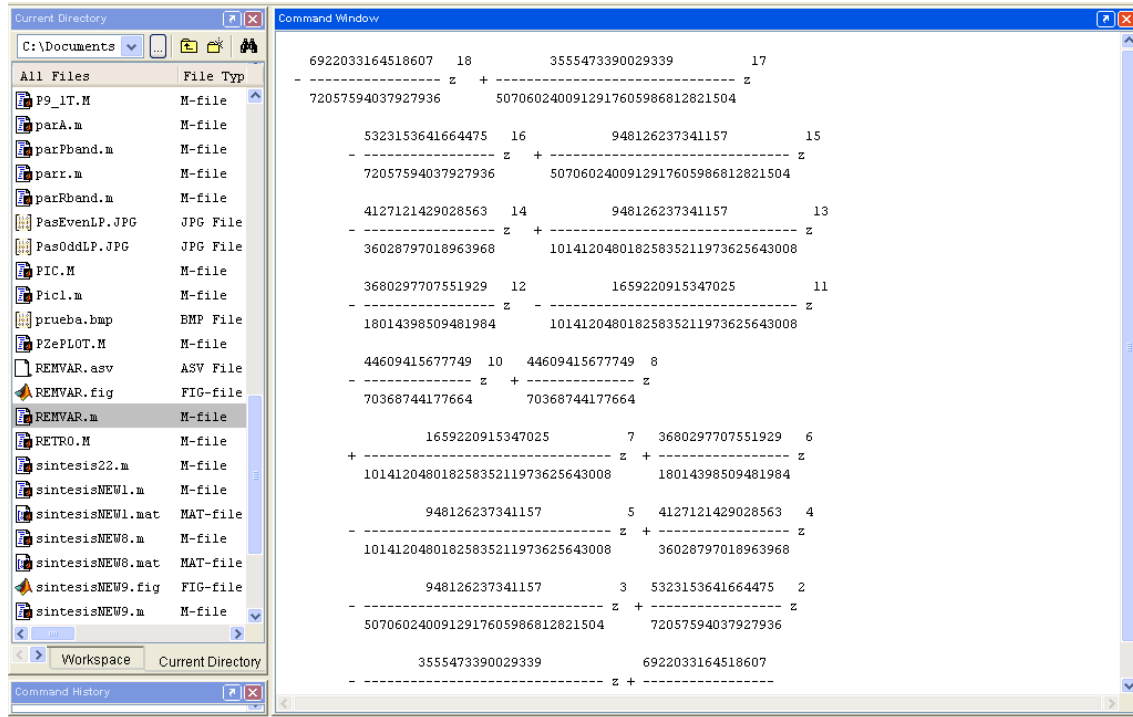 Current Directory
C:\Documents
...
All Files File Typ
P9_1T.M M-file
parA.m M-file
parPband.m M-file
parr.m M-file
parRband.m M-file
PasEvenLP.JPG JPG File
PasOddLP.JPG JPG File
PIC.M M-file
Pic1.m M-file
prueba.bmp BMP File
PZePLOT.M M-file
REMVAR.asv ASV File
REMVAR.fig FIG-file
REMVAR.m M-file
RETRO.M M-file
sintesis22.m M-file
sintesisNEW1.m M-file
sintesisNEW1.mat MAT-file
sintesisNEW8.m M-file
sintesisNEW8.mat MAT-file
sintesisNEW9.fig FIG-file
sintesisNEW9.m M-file
Workspace Current Directory
Command History
Command Window
6922033164518607 18 3555473390029339 17
- ----------------- z + ------------------------------- z
72057594037927936 5070602400912917605986812821504
5323153641664475 16 948126237341157 15
- ----------------- z + ------------------------------- z
72057594037927936 5070602400912917605986812821504
4127121429028563 14 948126237341157 13
- ----------------- z + -------------------------------- z
36028797018963968 10141204801825835211973625643008
3680297707551929 12 1659220915347025 11
- ----------------- z - -------------------------------- z
18014398509481984 10141204801825835211973625643008
44609415677749 10 44609415677749 8
- -------------- z + -------------- z
70368744177664 70368744177664
1659220915347025 7 3680297707551929 6
+ -------------------------------- z + ----------------- z
10141204801825835211973625643008 18014398509481984
948126237341157 5 4127121429028563 4
- -------------------------------- z + ----------------- z
10141204801825835211973625643008 36028797018963968
948126237341157 3 5323153641664475 2
- ------------------------------- z + ----------------- z
5070602400912917605986812821504 72057594037927936
3555473390029339 6922033164518607
- ------------------------------- z + -----------------